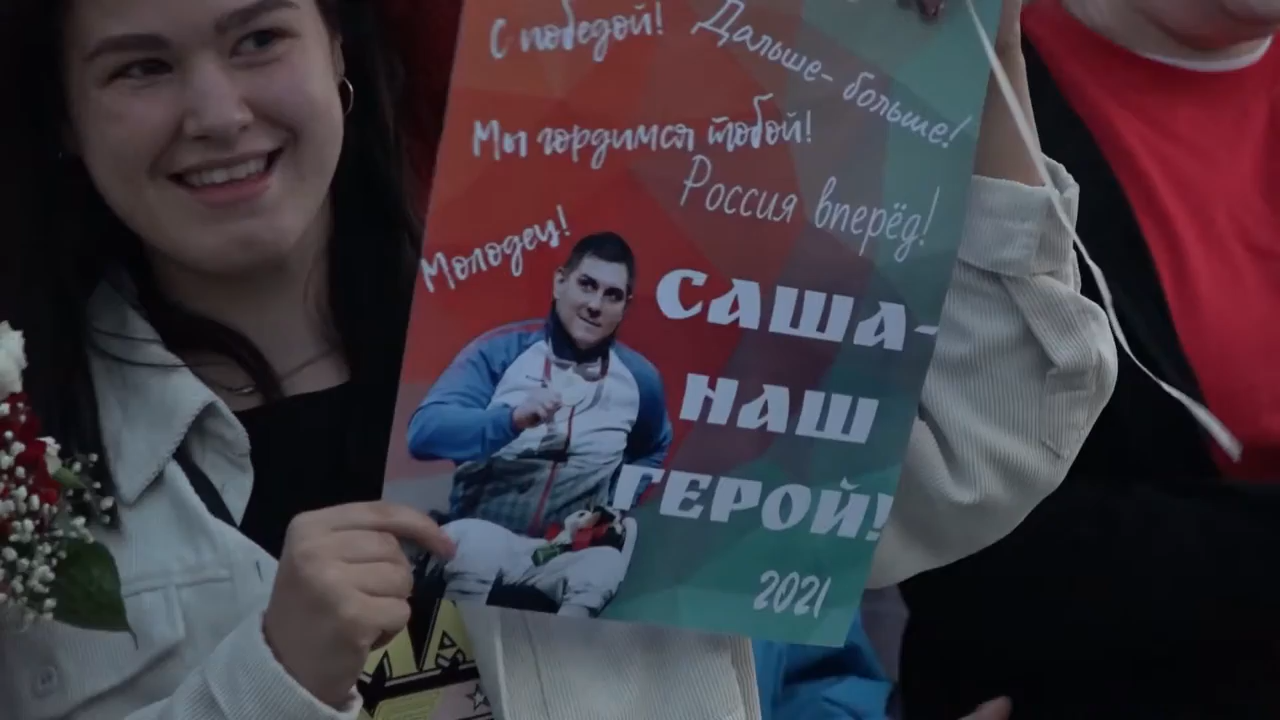 С победой!
Дальше- больше!
Мы гордимся тобой!
Россия вперёд!
Молодец!
САША-
НАШ
ГЕРОЙ!
2021